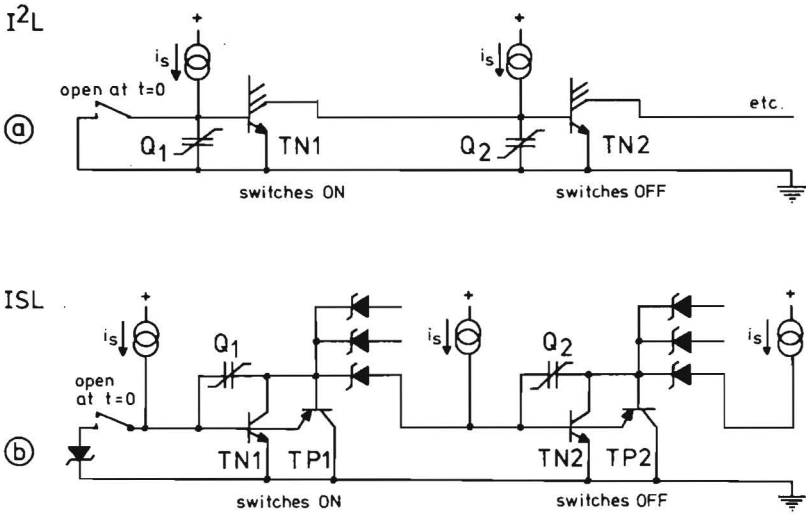 I²L
+
+
iₛ
iₛ
open at t=0
etc.
ⓐ
Q₁
TN1
Q₂
TN2
switches ON
switches OFF
ISL
+
+
+
iₛ
Q₁
iₛ
Q₂
iₛ
open
at t=0
ⓑ
TN1
TP1
TN2
TP2
switches ON
switches OFF